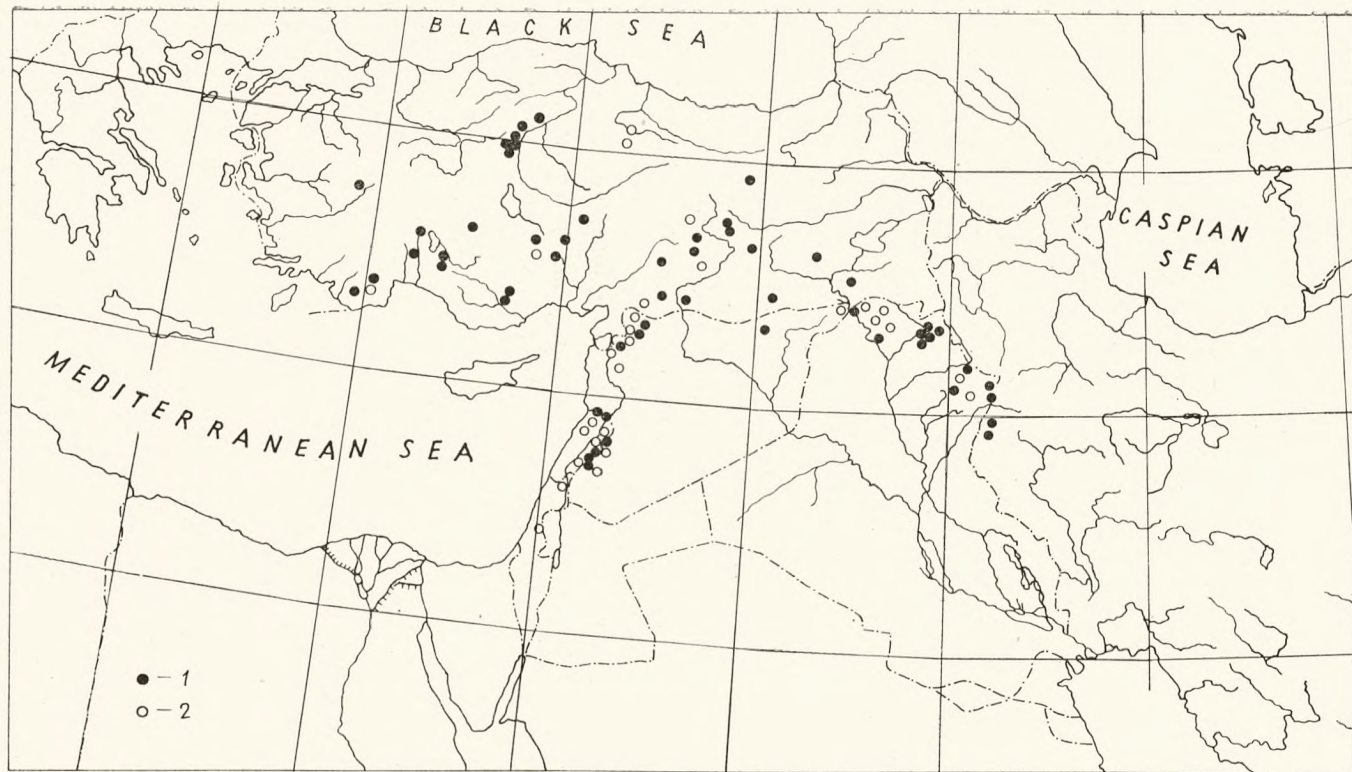 BLACK SEA
CASPIAN
SEA
MEDITERRANEAN SEA
● – 1
○ – 2